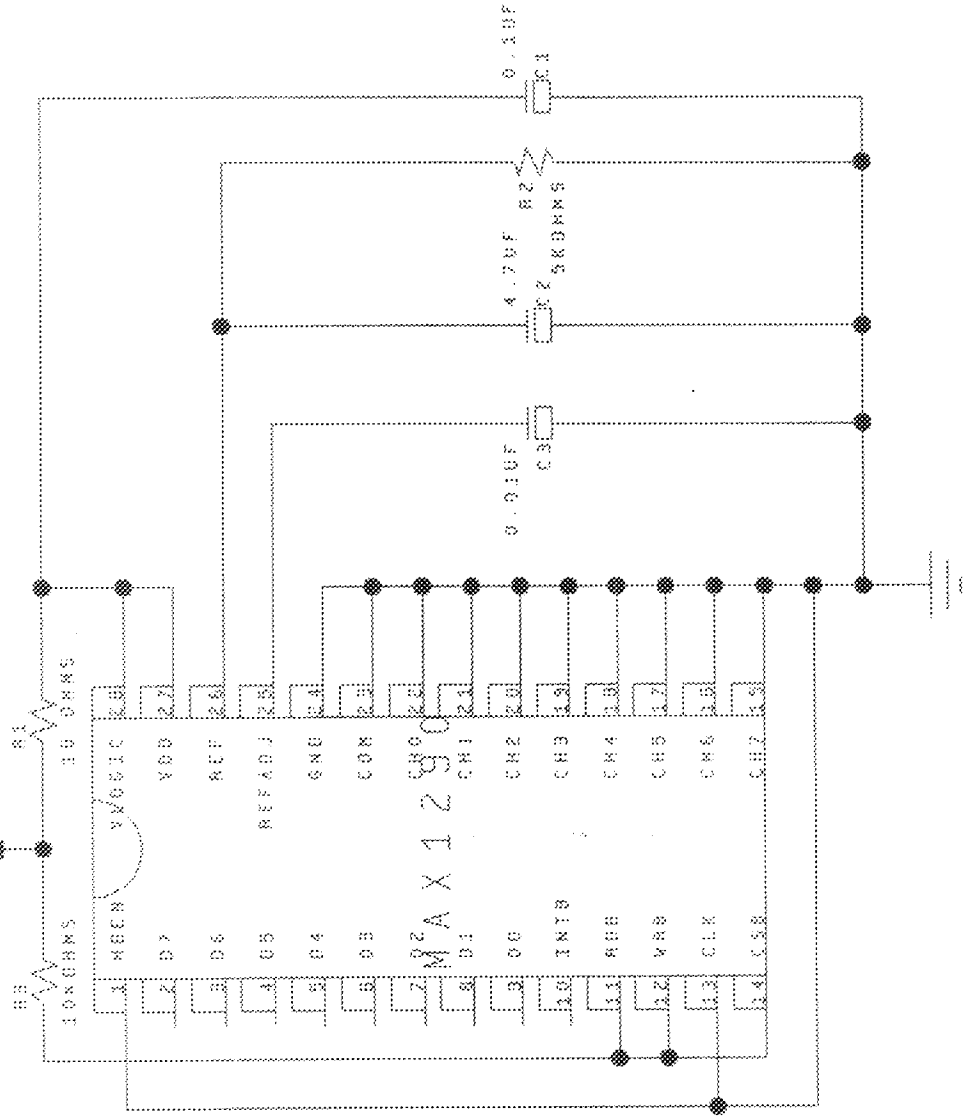 0.1UF
C1
R2
5KOHMS
4.7UF
C2
0.01UF
C3
R1
10 OHMS
R3
10KOHMS
MAX1290
28
27
26
25
24
23
22
21
20
19
18
17
16
15
VDD
REF
REFADJ
GND
COM
CH0
CH1
CH2
CH3
CH4
CH5
CH6
CH7
HBEN
D7
D6
D5
D4
D3
D2
D1
D0
INTB
RDB
WRB
CLK
CSB
1
2
3
4
5
6
7
8
9
10
11
12
13
14